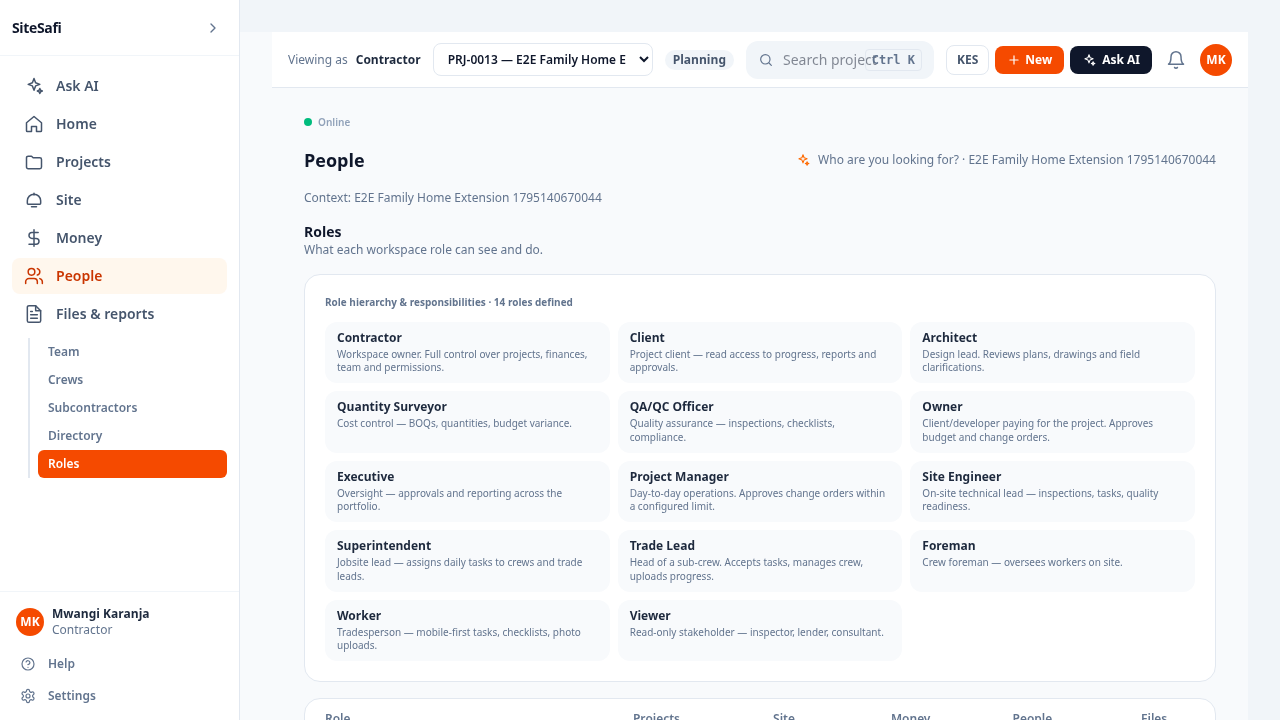 SiteSafi
Ask AI
Home
Projects
Site
Money
People
Files & reports
Team
Crews
Subcontractors
Directory
Roles
MK
Mwangi Karanja
Contractor
Help
Settings
Viewing as Contractor
PRJ-0013 — E2E Family Home E
Planning
Search project
Ctrl K
KES
New
Ask AI
MK
Online
People
Who are you looking for? · E2E Family Home Extension 1795140670044
Context: E2E Family Home Extension 1795140670044
Roles
What each workspace role can see and do.
Role hierarchy & responsibilities · 14 roles defined
Contractor
Workspace owner. Full control over projects, finances,
team and permissions.
Client
Project client — read access to progress, reports and
approvals.
Architect
Design lead. Reviews plans, drawings and field
clarifications.
Quantity Surveyor
Cost control — BOQs, quantities, budget variance.
QA/QC Officer
Quality assurance — inspections, checklists,
compliance.
Owner
Client/developer paying for the project. Approves
budget and change orders.
Executive
Oversight — approvals and reporting across the
portfolio.
Project Manager
Day-to-day operations. Approves change orders within
a configured limit.
Site Engineer
On-site technical lead — inspections, tasks, quality
readiness.
Superintendent
Jobsite lead — assigns daily tasks to crews and trade
leads.
Trade Lead
Head of a sub-crew. Accepts tasks, manages crew,
uploads progress.
Foreman
Crew foreman — oversees workers on site.
Worker
Tradesperson — mobile-first tasks, checklists, photo
uploads.
Viewer
Read-only stakeholder — inspector, lender, consultant.
Role Projects Site Money People Files